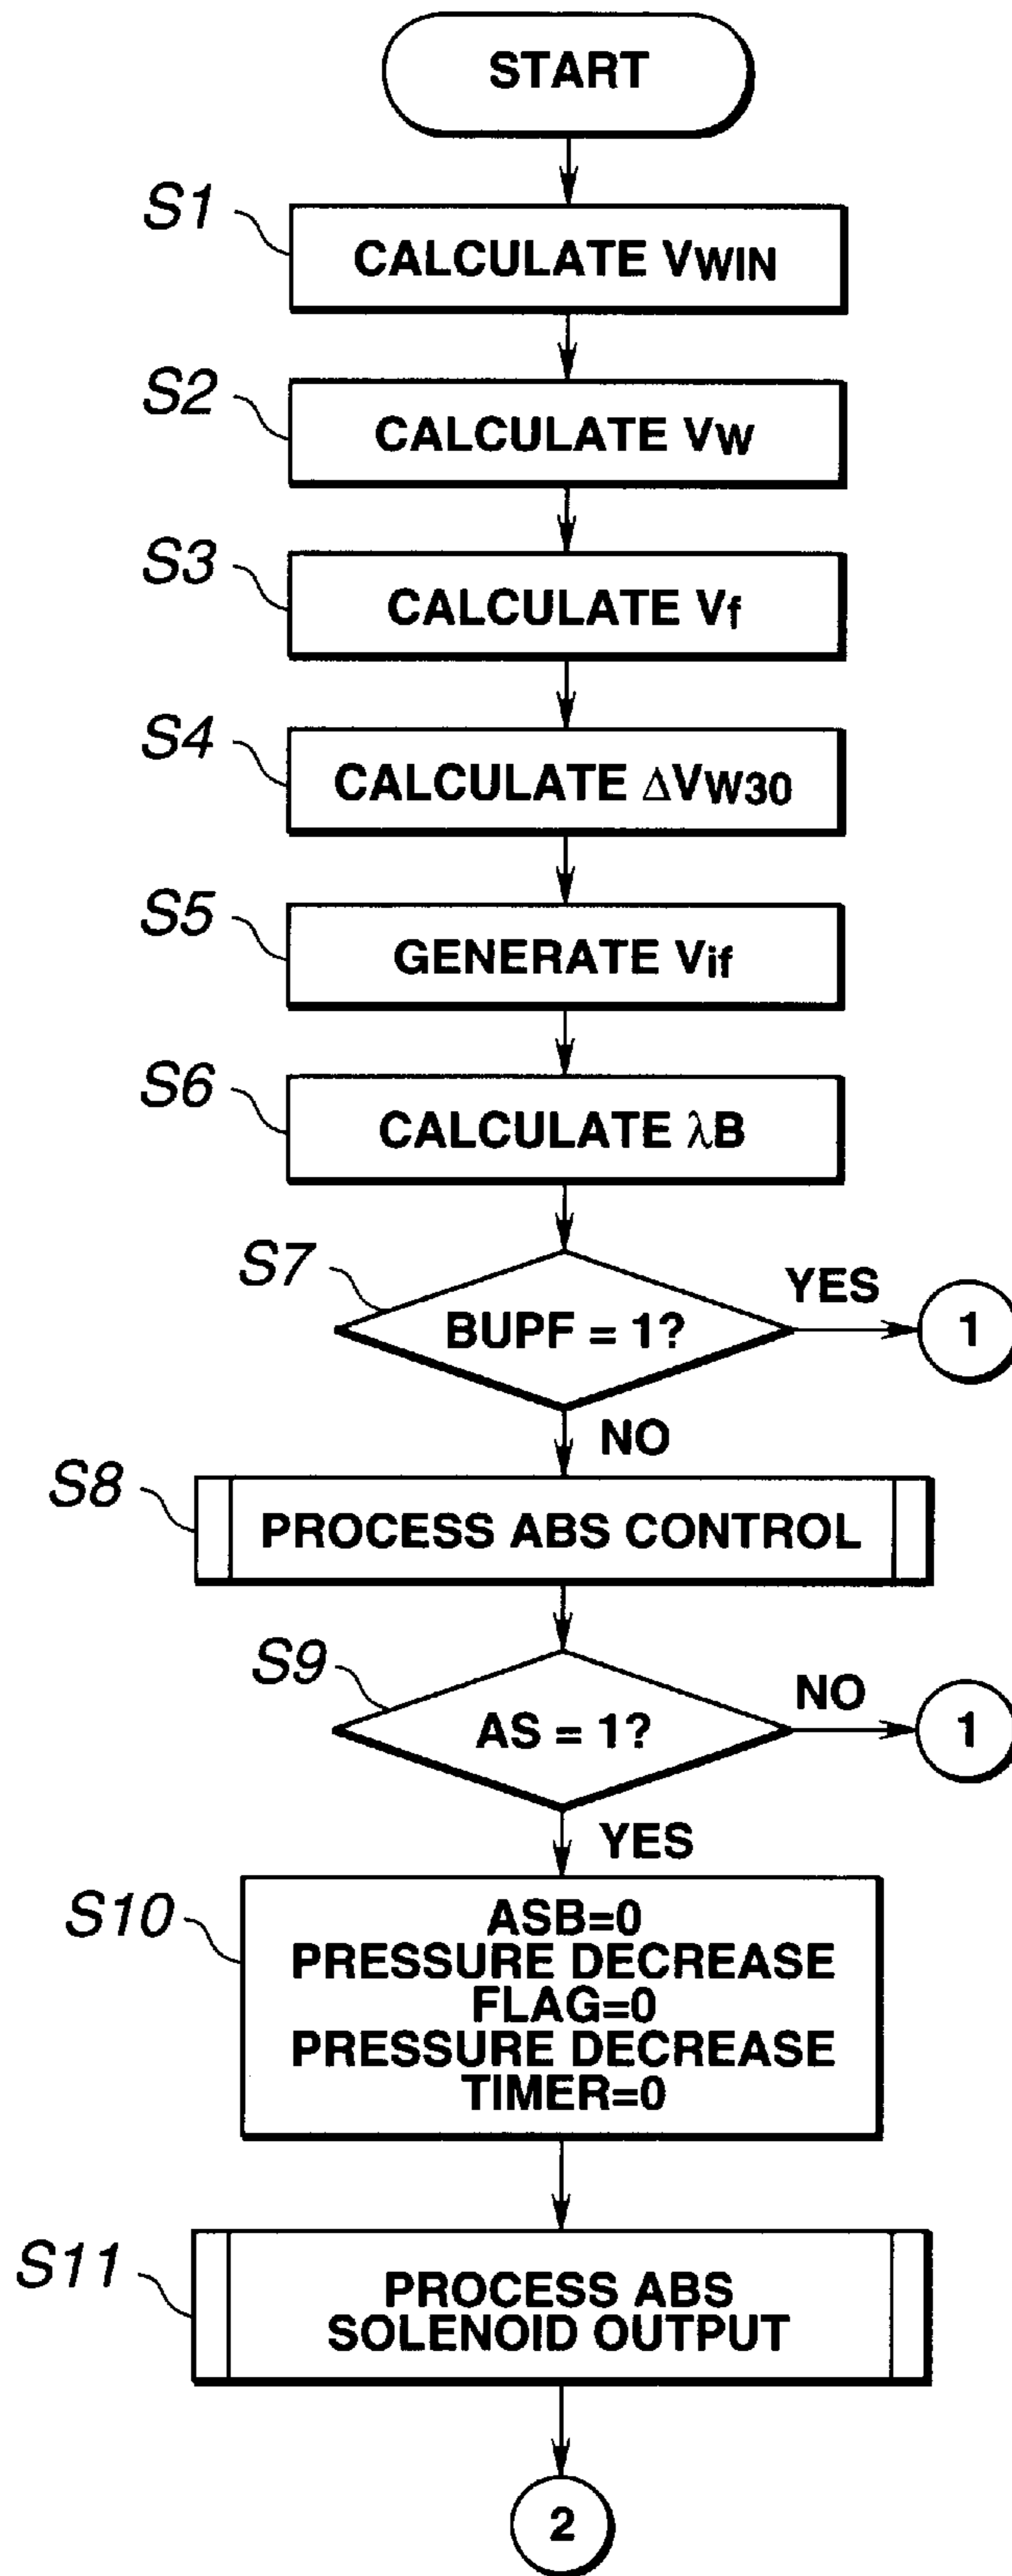 START
S1
CALCULATE VWIN
S2
CALCULATE VW
S3
CALCULATE Vf
S4
CALCULATE ΔVW30
S5
GENERATE Vif
S6
CALCULATE λB
S7
BUPF = 1?
YES
1
NO
S8
PROCESS ABS CONTROL
S9
AS = 1?
NO
1
YES
S10
ASB=0
PRESSURE DECREASE
FLAG=0
PRESSURE DECREASE
TIMER=0
S11
PROCESS ABS
SOLENOID OUTPUT
2